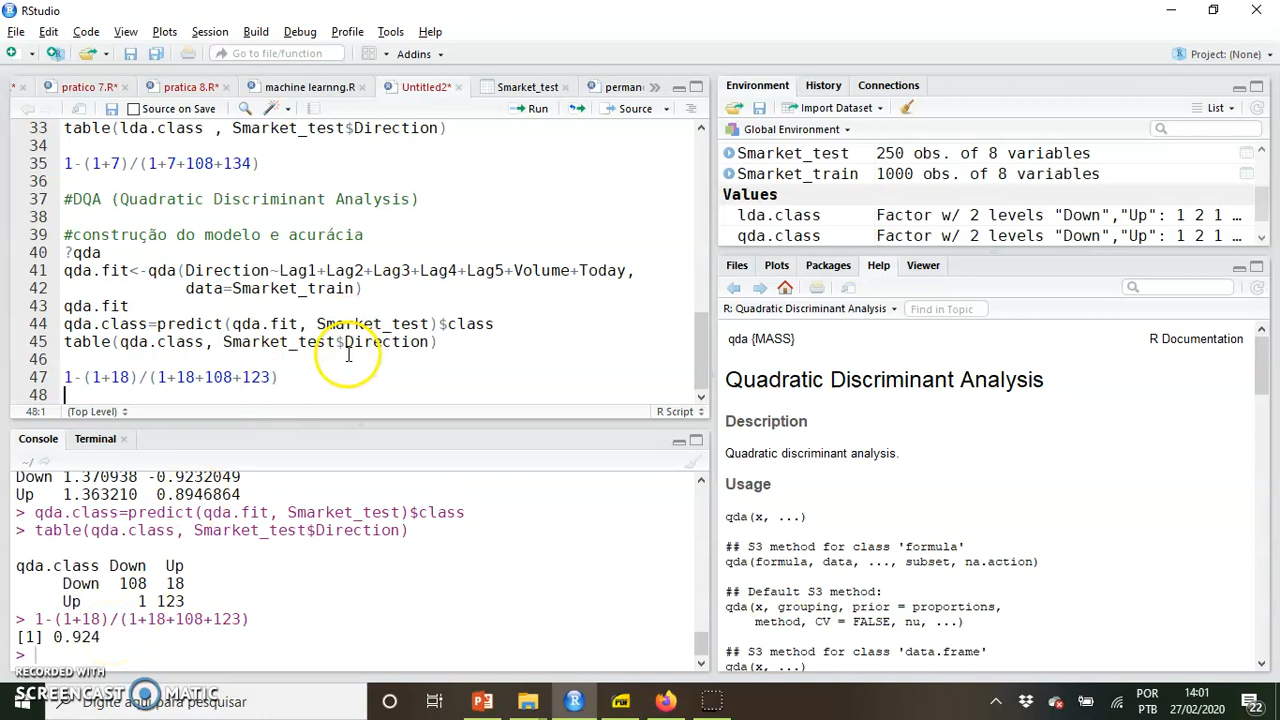 RStudio
File Edit Code View Plots Session Build Debug Profile Tools Help
Go to file/function Addins Project: (None)
pratico 7.R* pratica 8.R* machine learnng.R Untitled2* Smarket_test perman
Source on Save Run Source
33 table(lda.class , Smarket_test$Direction)
34
35 1-(1+7)/(1+7+108+134)
36
37 #DQA (Quadratic Discriminant Analysis)
38
39 #construção do modelo e acurácia
40 ?qda
41 qda.fit<-qda(Direction~Lag1+Lag2+Lag3+Lag4+Lag5+Volume+Today,
42 data=Smarket_train)
43 qda.fit
44 qda.class=predict(qda.fit, Smarket_test)$class
45 table(qda.class, Smarket_test$Direction)
46
47 1-(1+18)/(1+18+108+123)
48
48:1 (Top Level) R Script
Console Terminal
~/
Down 1.370938 -0.9232049
Up 1.363210 0.8946864
> qda.class=predict(qda.fit, Smarket_test)$class
> table(qda.class, Smarket_test$Direction)
qda.class Down Up
Down 108 18
Up 1 123
> 1-(1+18)/(1+18+108+123)
[1] 0.924
>
Environment History Connections
Import Dataset List
Global Environment
Smarket_test 250 obs. of 8 variables
Smarket_train 1000 obs. of 8 variables
Values
lda.class Factor w/ 2 levels "Down","Up": 1 2 1 …
qda.class Factor w/ 2 levels "Down","Up": 1 1 1 …
Files Plots Packages Help Viewer
R: Quadratic Discriminant Analysis Find in Topic
qda {MASS} R Documentation
Quadratic Discriminant Analysis
Description
Quadratic discriminant analysis.
Usage
qda(x, ...)
## S3 method for class 'formula'
qda(formula, data, ..., subset, na.action)
## Default S3 method:
qda(x, grouping, prior = proportions,
method, CV = FALSE, nu, ...)
## S3 method for class 'data.frame'
qda(x, ...)
RECORDED WITH
SCREENCAST MATIC
Digite aqui para pesquisar
POR
PTB
14:01
27/02/2020
22